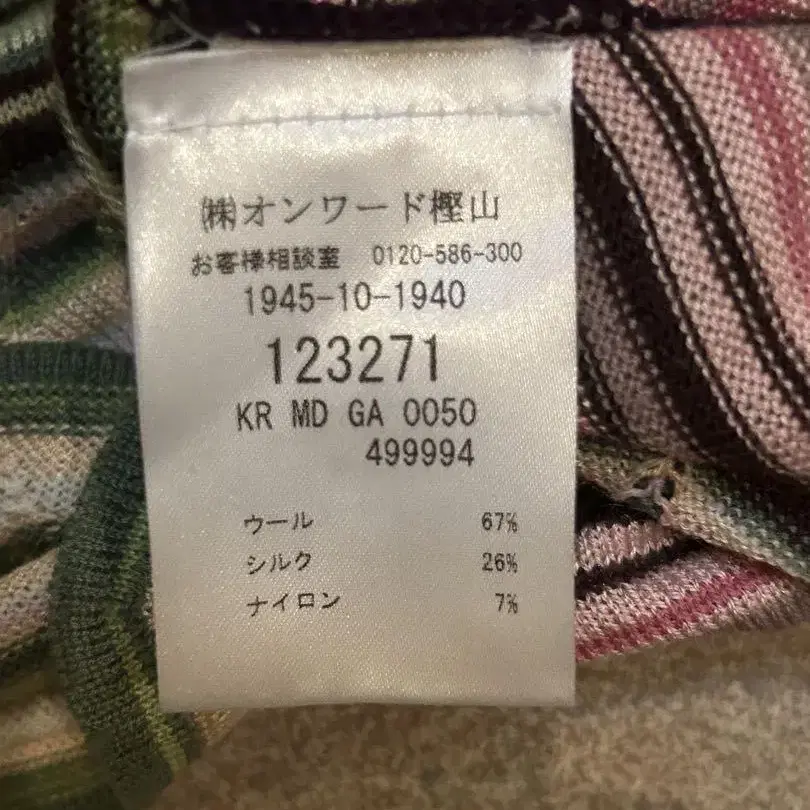 ㈱オンワード樫山
お客様相談室 0120-586-300
1945-10-1940
123271
KR MD GA 0050
499994
ウール 67%
シルク 26%
ナイロン 7%